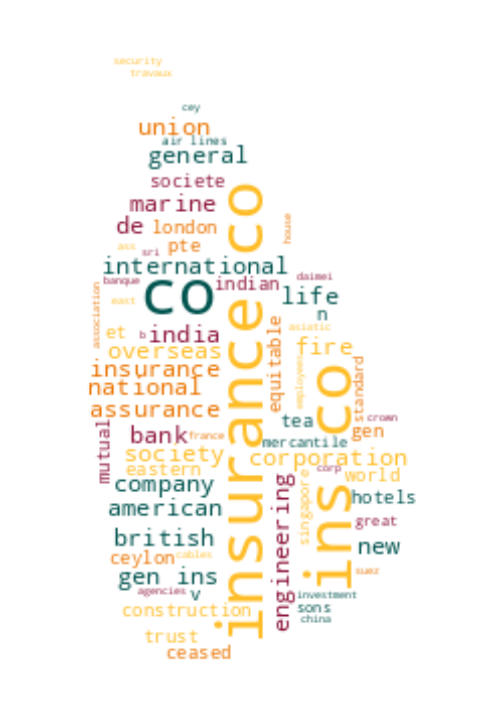 security
travaux
cey
union
air lines
general
societe
insurance co
marine
house
de london
ass
pte
sri
international
daimei
banque
co
indian
life
association
east
n
asiatic
et
b india
equitable
fire
overseas
employees
insurance
ins co
standard
national
assurance
tea
crown
mutual
bank
france
gen
mercantile
society
corporation
eastern
corp
world
company
engineering
singapore
hotels
american
great
british
new
ceylon
cables
suez
gen ins
agencies
v
investment
construction
sons
china
trust
ceased